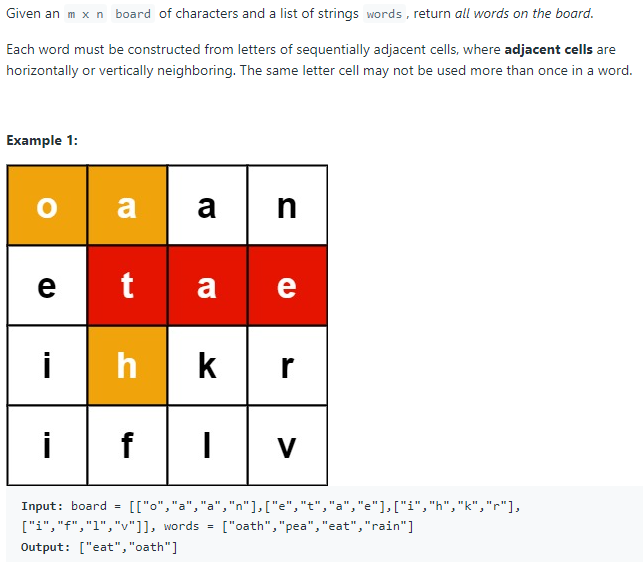 Given an m x n board of characters and a list of strings words , return all words on the board.
Each word must be constructed from letters of sequentially adjacent cells, where adjacent cells are
horizontally or vertically neighboring. The same letter cell may not be used more than once in a word.
Example 1:
o a a n
e t a e
i h k r
i f l v
Input: board = [["o","a","a","n"],["e","t","a","e"],["i","h","k","r"],
["i","f","l","v"]], words = ["oath","pea","eat","rain"]
Output: ["eat","oath"]